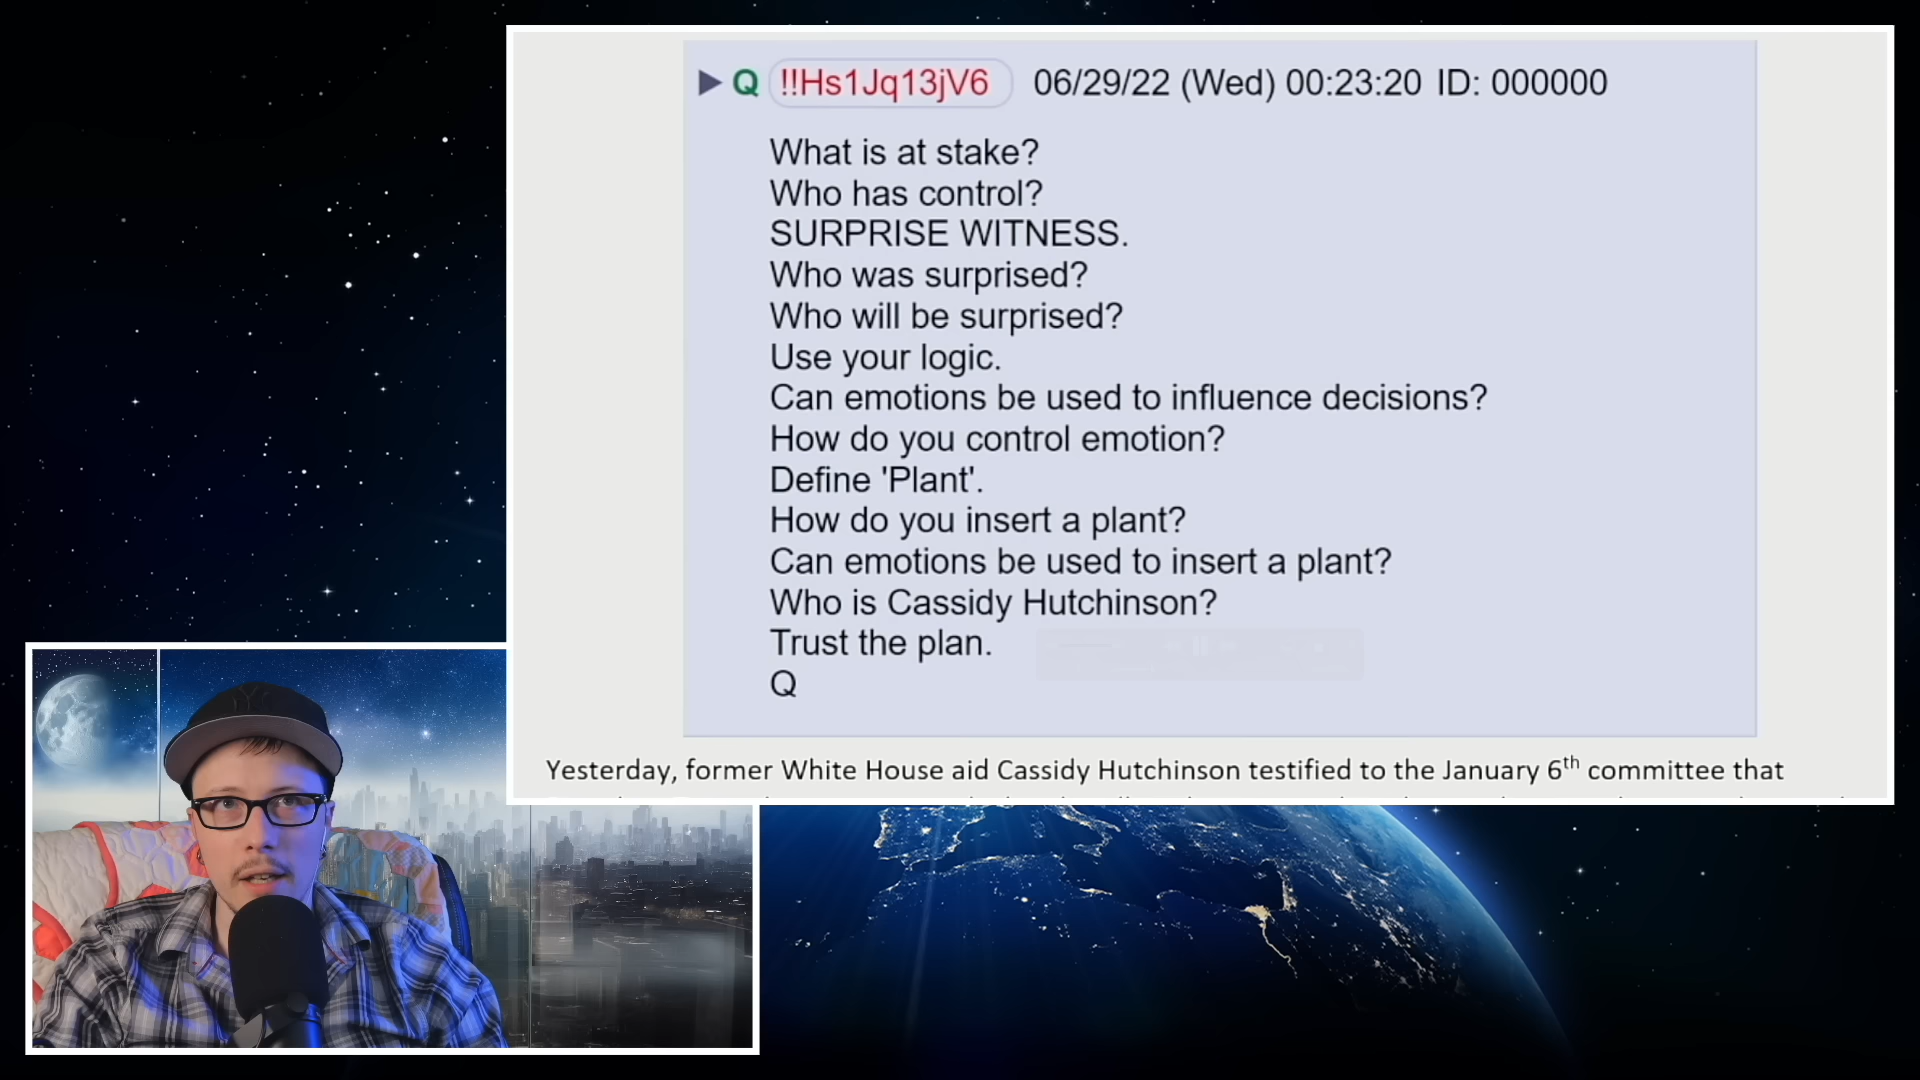 ▶ Q !!Hs1Jq13jV6 06/29/22 (Wed) 00:23:20 ID: 000000
What is at stake?
Who has control?
SURPRISE WITNESS.
Who was surprised?
Who will be surprised?
Use your logic.
Can emotions be used to influence decisions?
How do you control emotion?
Define 'Plant'.
How do you insert a plant?
Can emotions be used to insert a plant?
Who is Cassidy Hutchinson?
Trust the plan.
Q
Yesterday, former White House aid Cassidy Hutchinson testified to the January 6th committee that